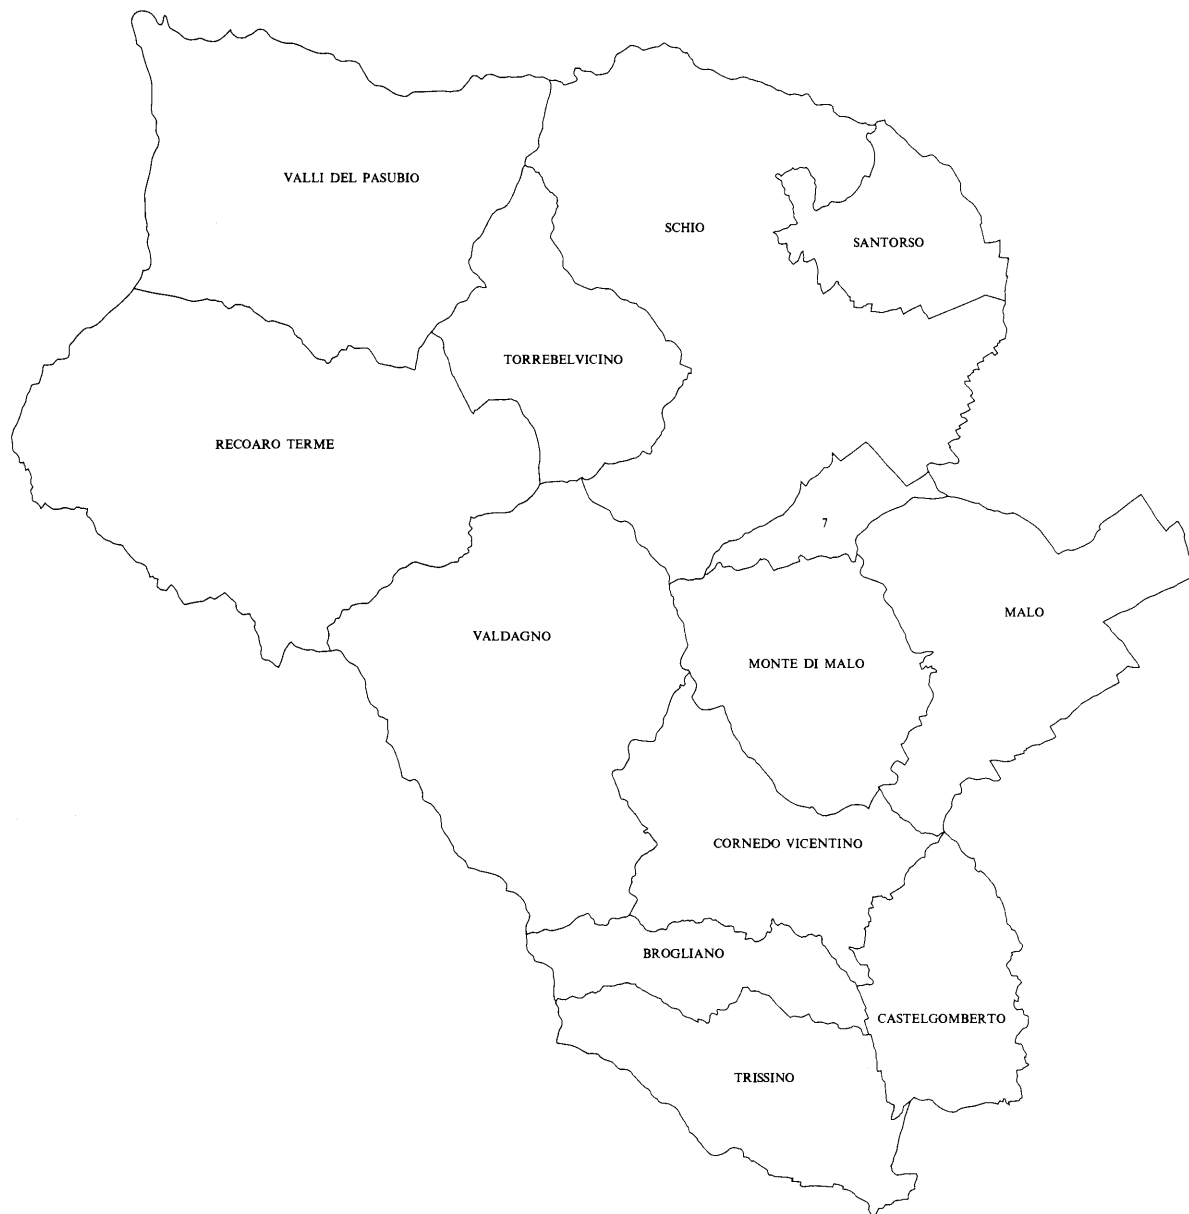 VALLI DEL PASUBIO
SCHIO
SANTORSO
TORREBELVICINO
RECOARO TERME
7
MALO
VALDAGNO
MONTE DI MALO
CORNEDO VICENTINO
BROGLIANO
CASTELGOMBERTO
TRISSINO